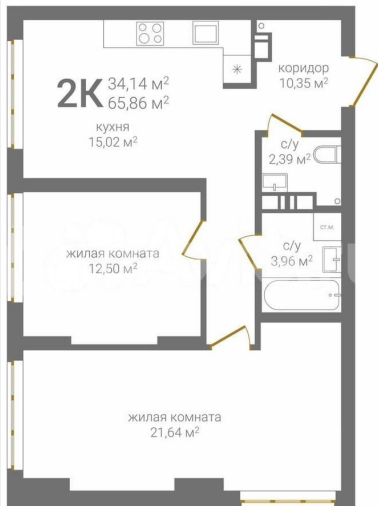 2К
34,14 м²
65,86 м²
кухня
15,02 м²
коридор
10,35 м²
с/у
2,39 м²
жилая комната
12,50 м²
ст.м.
с/у
3,96 м²
жилая комната
21,64 м²